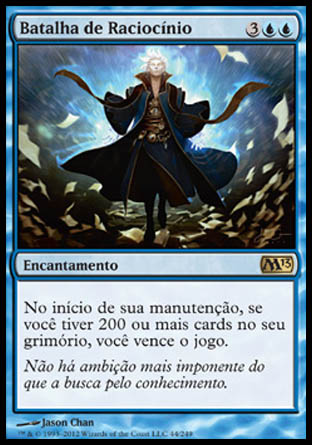 Batalha de Raciocínio 3
Encantamento M13
No início de sua manutenção, se
você tiver 200 ou mais cards no seu
grimório, você vence o jogo.
Não há ambição mais imponente do
que a busca pelo conhecimento.
Jason Chan
™ & © 1993–2012 Wizards of the Coast LLC 44/249